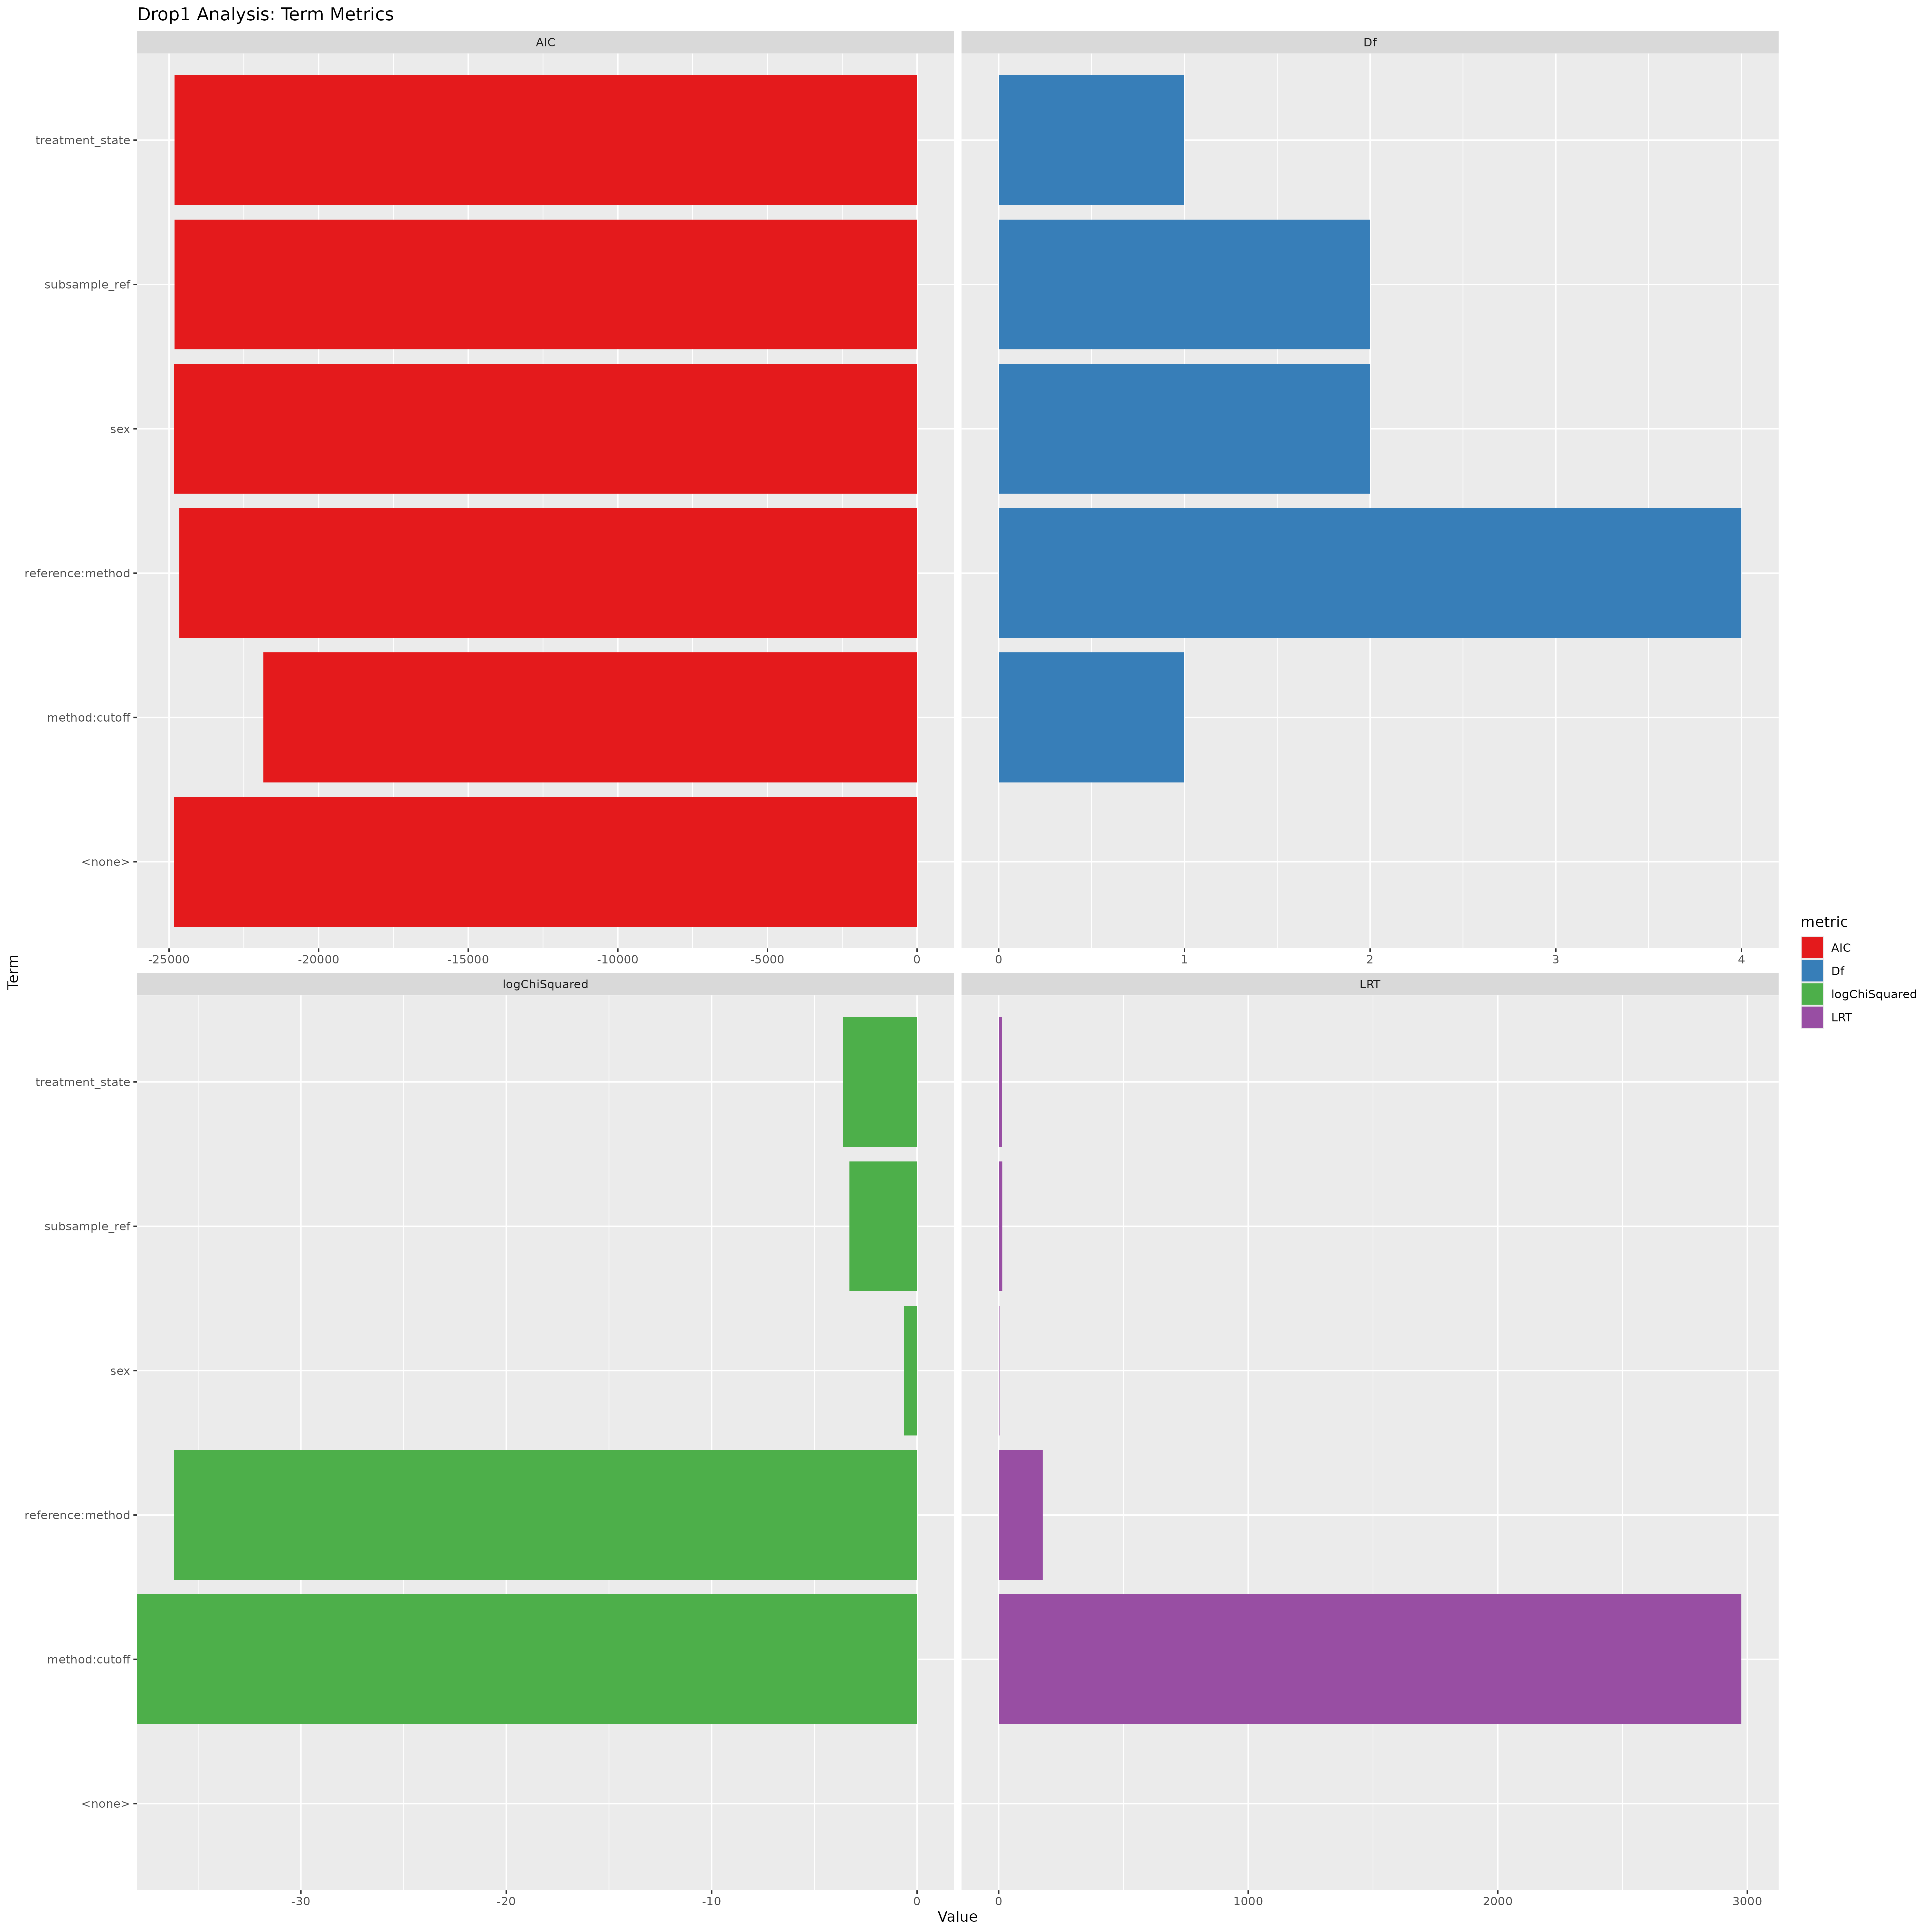 Drop1 Analysis: Term Metrics
AIC
Df
treatment_state
subsample_ref
sex
reference:method
method:cutoff
<none>
-25000 -20000 -15000 -10000 -5000 0
0 1 2 3 4
logChiSquared
LRT
treatment_state
subsample_ref
sex
reference:method
method:cutoff
<none>
-30 -20 -10 0
0 1000 2000 3000
Term
Value
metric
AIC
Df
logChiSquared
LRT